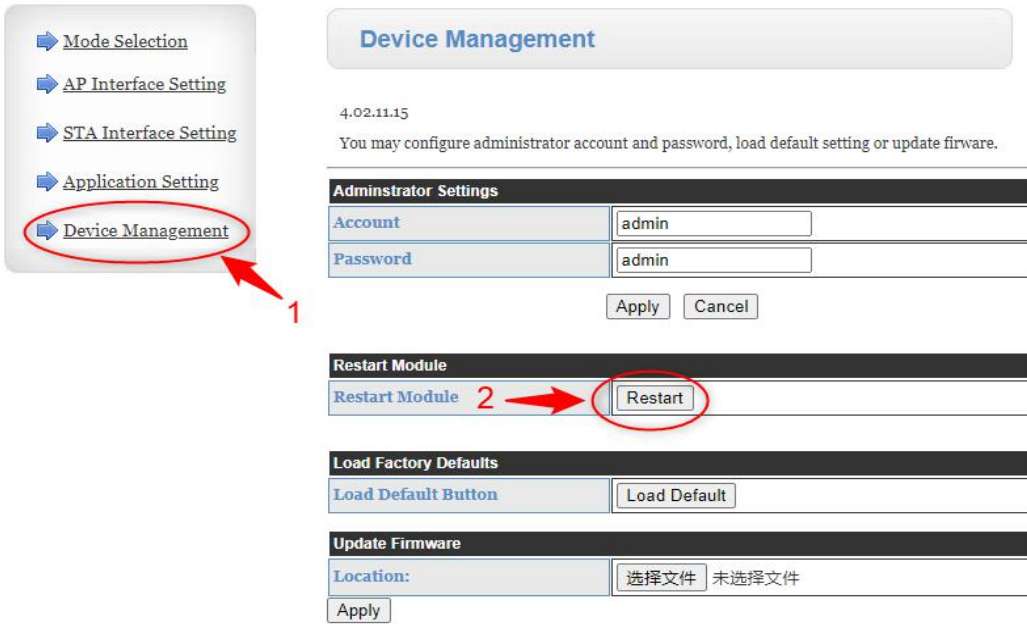 Mode Selection
AP Interface Setting
STA Interface Setting
Application Setting
Device Management
1
Device Management
4.02.11.15
You may configure administrator account and password, load default setting or update firware.
Adminstrator Settings
Account admin
Password admin
Apply Cancel
Restart Module
Restart Module 2 Restart
Load Factory Defaults
Load Default Button Load Default
Update Firmware
Location: 选择文件 未选择文件
Apply